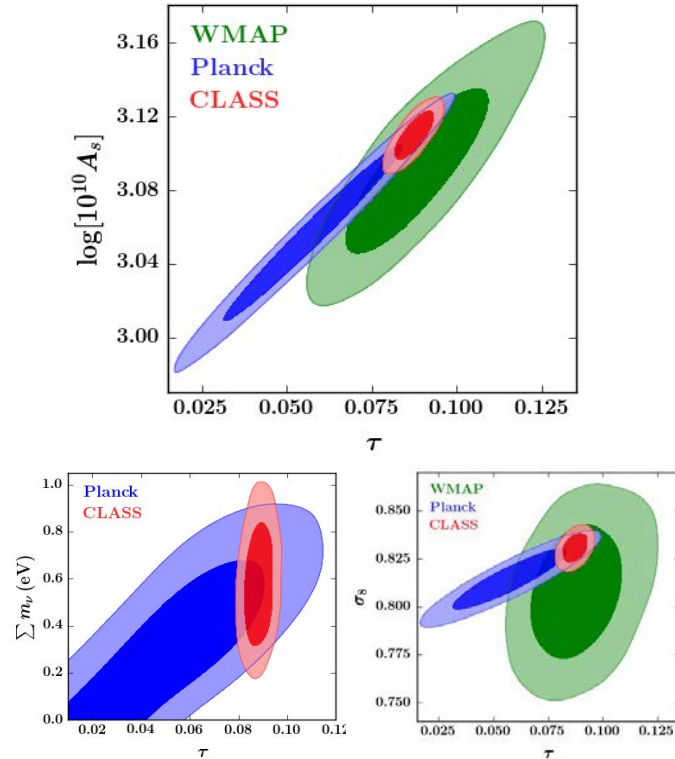 WMAP
Planck
CLASS
log[10¹⁰Aₛ]
3.16
3.12
3.08
3.04
3.00
0.025 0.050 0.075 0.100 0.125
τ
Planck
CLASS
∑ mᵥ (eV)
1.0
0.8
0.6
0.4
0.2
0.0
0.02 0.04 0.06 0.08 0.10 0.12
τ
WMAP
Planck
CLASS
σ₈
0.850
0.825
0.800
0.775
0.750
0.025 0.050 0.075 0.100 0.125
τ